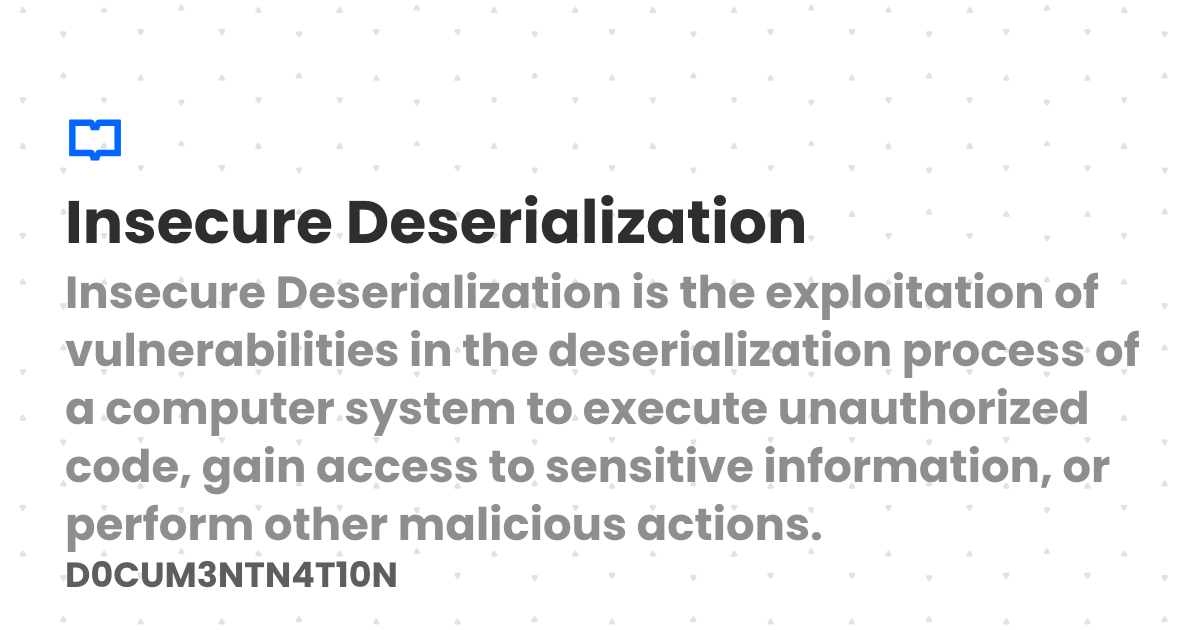 Insecure Deserialization
Insecure Deserialization is the exploitation of
vulnerabilities in the deserialization process of
a computer system to execute unauthorized
code, gain access to sensitive information, or
perform other malicious actions.
D0CUM3NTN4T10N